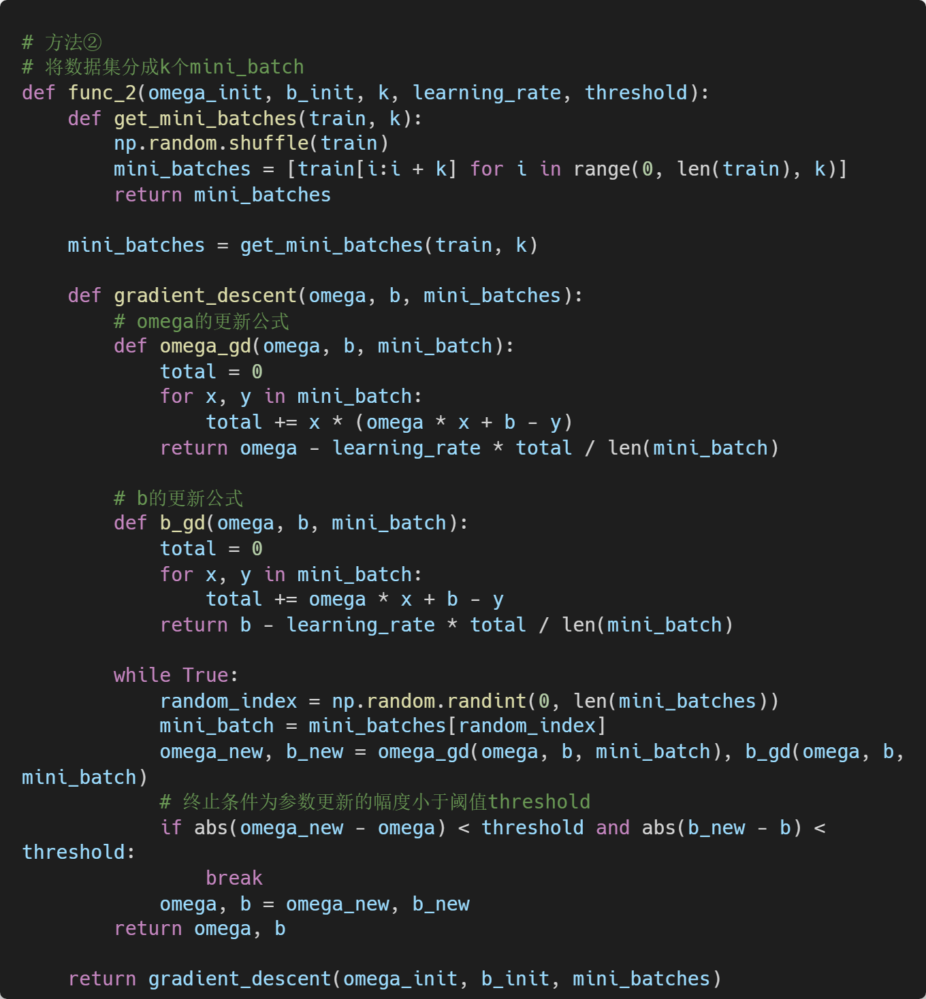 # 方法②
# 将数据集分成k个mini_batch
def func_2(omega_init, b_init, k, learning_rate, threshold):
    def get_mini_batches(train, k):
        np.random.shuffle(train)
        mini_batches = [train[i:i + k] for i in range(0, len(train), k)]
        return mini_batches

    mini_batches = get_mini_batches(train, k)

    def gradient_descent(omega, b, mini_batches):
        # omega的更新公式
        def omega_gd(omega, b, mini_batch):
            total = 0
            for x, y in mini_batch:
                total += x * (omega * x + b - y)
            return omega - learning_rate * total / len(mini_batch)

        # b的更新公式
        def b_gd(omega, b, mini_batch):
            total = 0
            for x, y in mini_batch:
                total += omega * x + b - y
            return b - learning_rate * total / len(mini_batch)

        while True:
            random_index = np.random.randint(0, len(mini_batches))
            mini_batch = mini_batches[random_index]
            omega_new, b_new = omega_gd(omega, b, mini_batch), b_gd(omega, b,
mini_batch)
            # 终止条件为参数更新的幅度小于阈值threshold
            if abs(omega_new - omega) < threshold and abs(b_new - b) <
threshold:
                break
            omega, b = omega_new, b_new
        return omega, b

    return gradient_descent(omega_init, b_init, mini_batches)